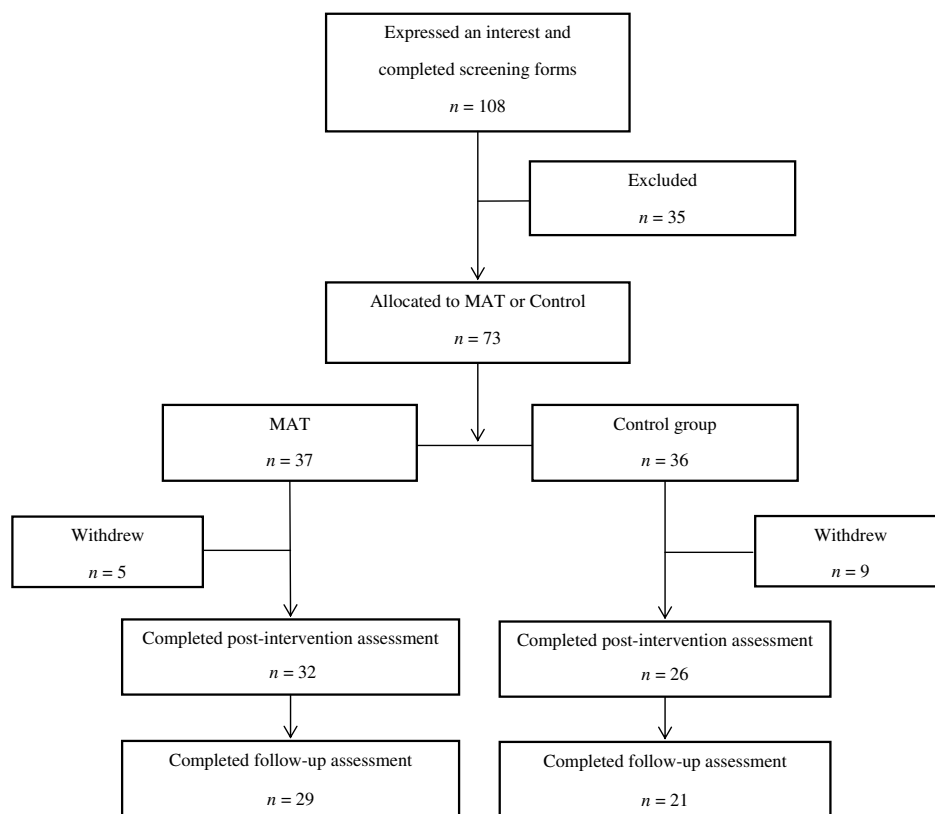 Expressed an interest and
completed screening forms
n = 108
Excluded
n = 35
Allocated to MAT or Control
n = 73
MAT
n = 37
Control group
n = 36
Withdrew
n = 5
Withdrew
n = 9
Completed post-intervention assessment
n = 32
Completed post-intervention assessment
n = 26
Completed follow-up assessment
n = 29
Completed follow-up assessment
n = 21